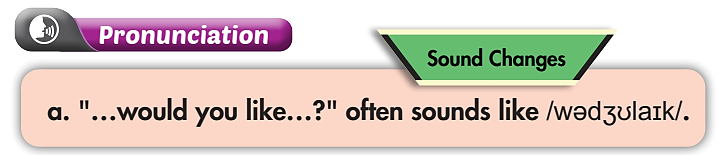 Pronunciation
Sound Changes
a. "...would you like...?" often sounds like /wədʒʊlaɪk/.